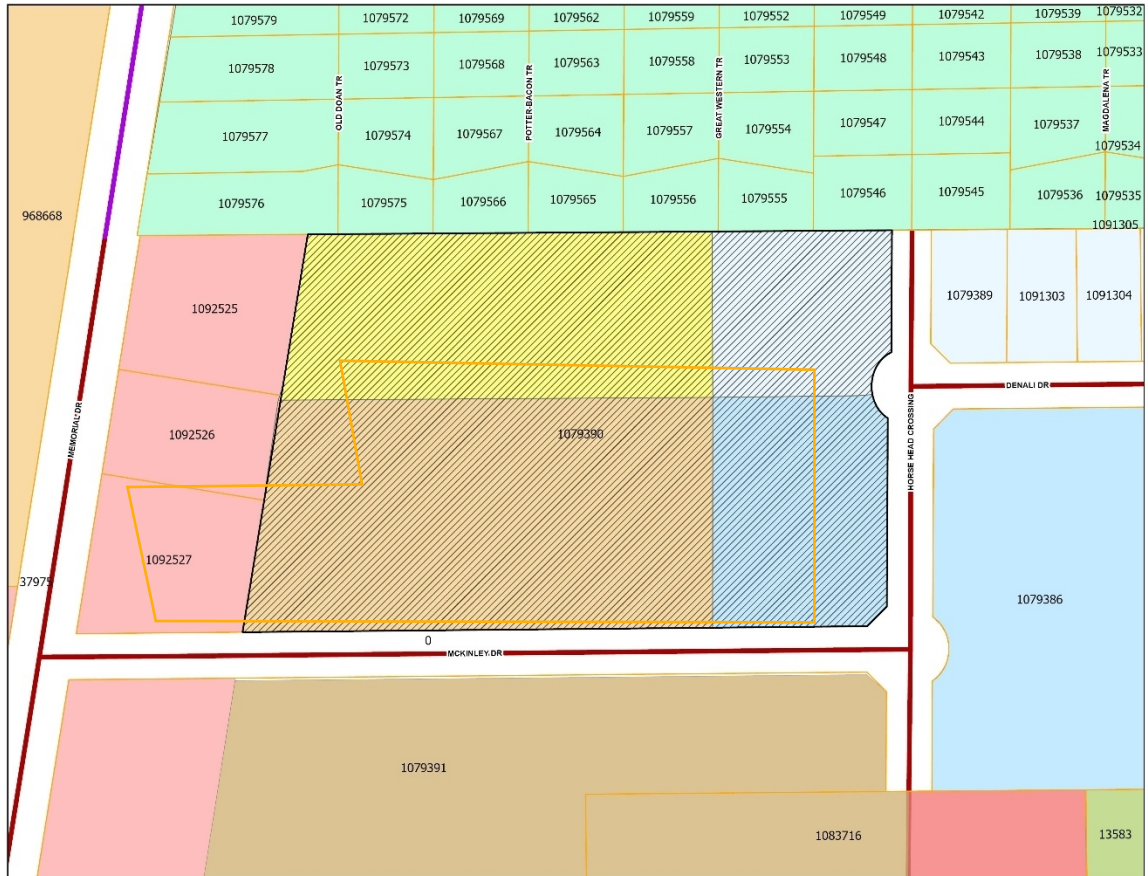 1079579 1079572 1079569 1079562 1079559 1079552 1079549 1079542 1079539 1079532
1079578 1079573 1079568 1079563 1079558 1079553 1079548 1079543 1079538 1079533
OLD DOAN TR
POTTER-BACON TR
GREAT WESTERN TR
MAGDALENA TR
1079577 1079574 1079567 1079564 1079557 1079554 1079547 1079544 1079537 1079534
1079576 1079575 1079566 1079565 1079556 1079555 1079546 1079545 1079536 1079535
968668
1091305
1092525 1079389 1091303 1091304
DENALI DR
MEMORIAL DR
1092526 1079390
HORSE HEAD CROSSING
1092527
37975
1079386
0
MCKINLEY DR
1079391
1083716 13583